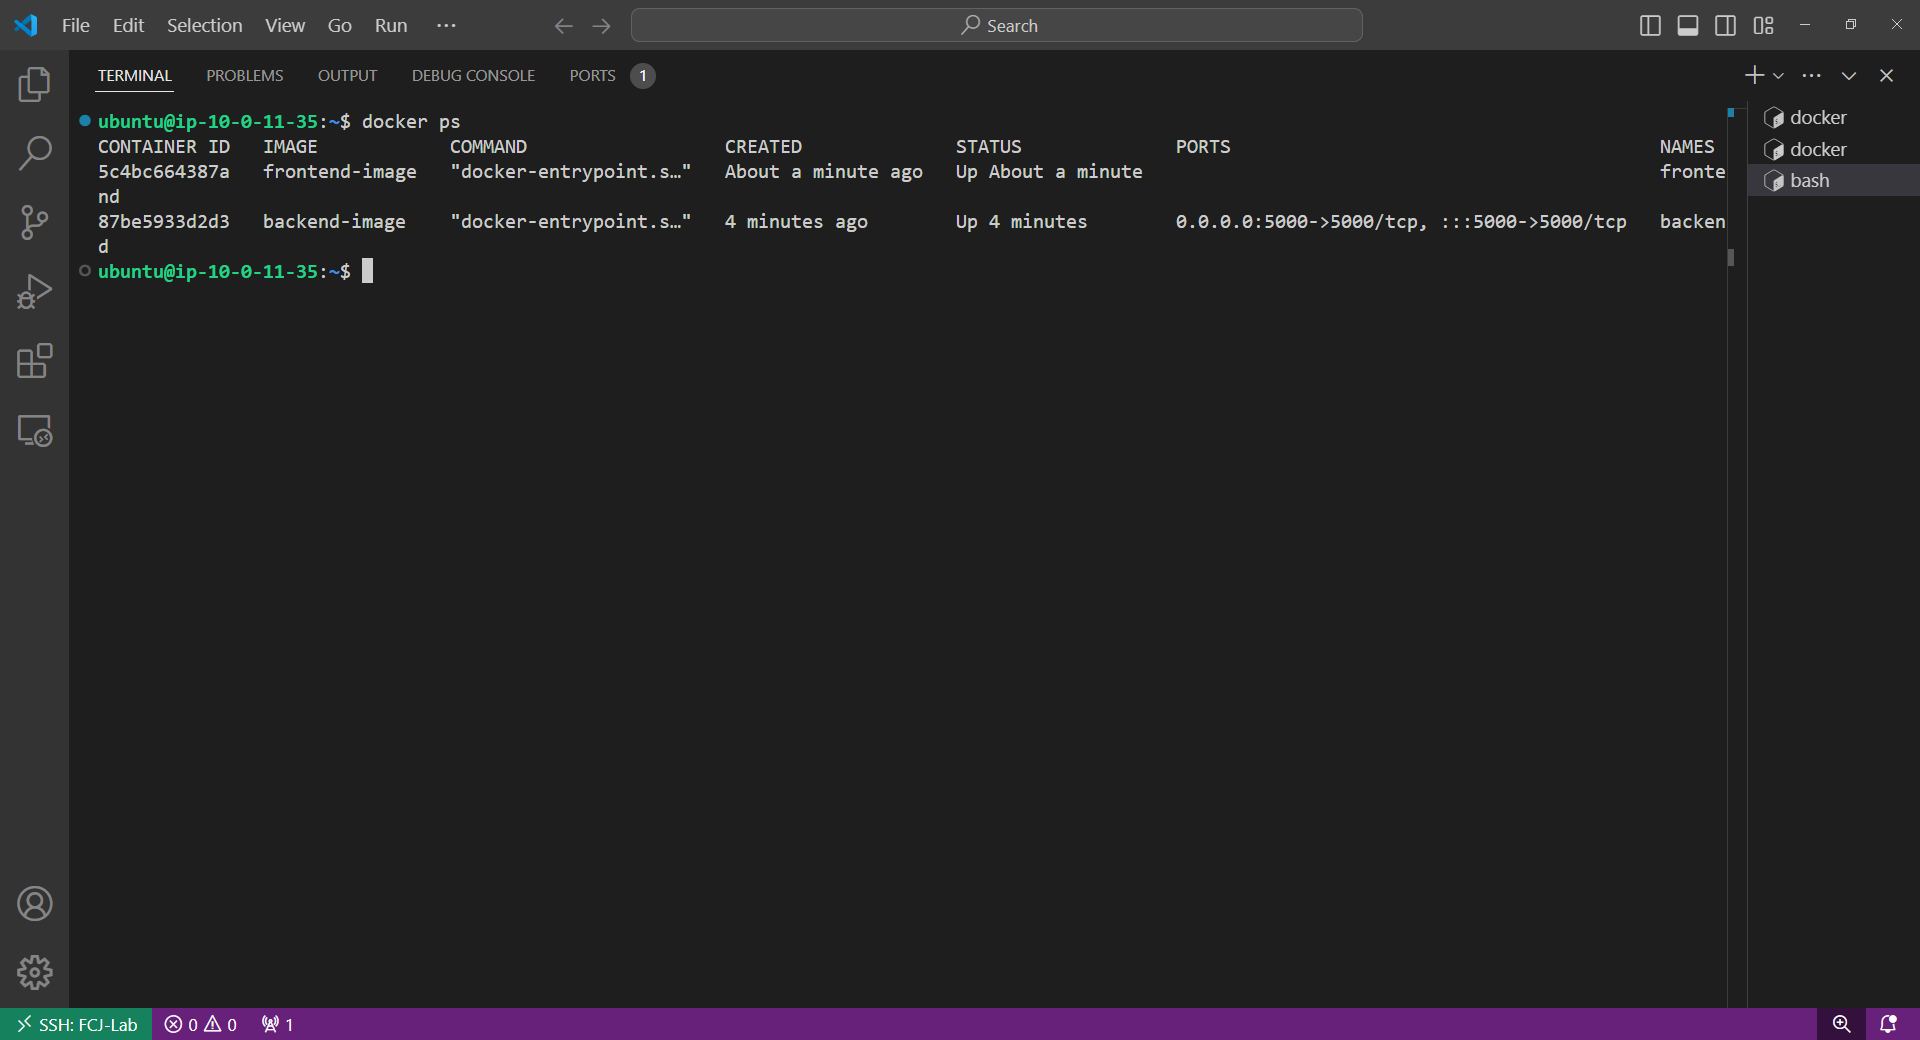 File Edit Selection View Go Run ···
Search
TERMINAL PROBLEMS OUTPUT DEBUG CONSOLE PORTS 1
ubuntu@ip-10-0-11-35:~$ docker ps
CONTAINER ID IMAGE COMMAND CREATED STATUS PORTS NAMES
5c4bc664387a frontend-image "docker-entrypoint.s…" About a minute ago Up About a minute fronte
nd
87be5933d2d3 backend-image "docker-entrypoint.s…" 4 minutes ago Up 4 minutes 0.0.0.0:5000->5000/tcp, :::5000->5000/tcp backen
d
ubuntu@ip-10-0-11-35:~$
docker
docker
bash
SSH: FCJ-Lab 0 0 1